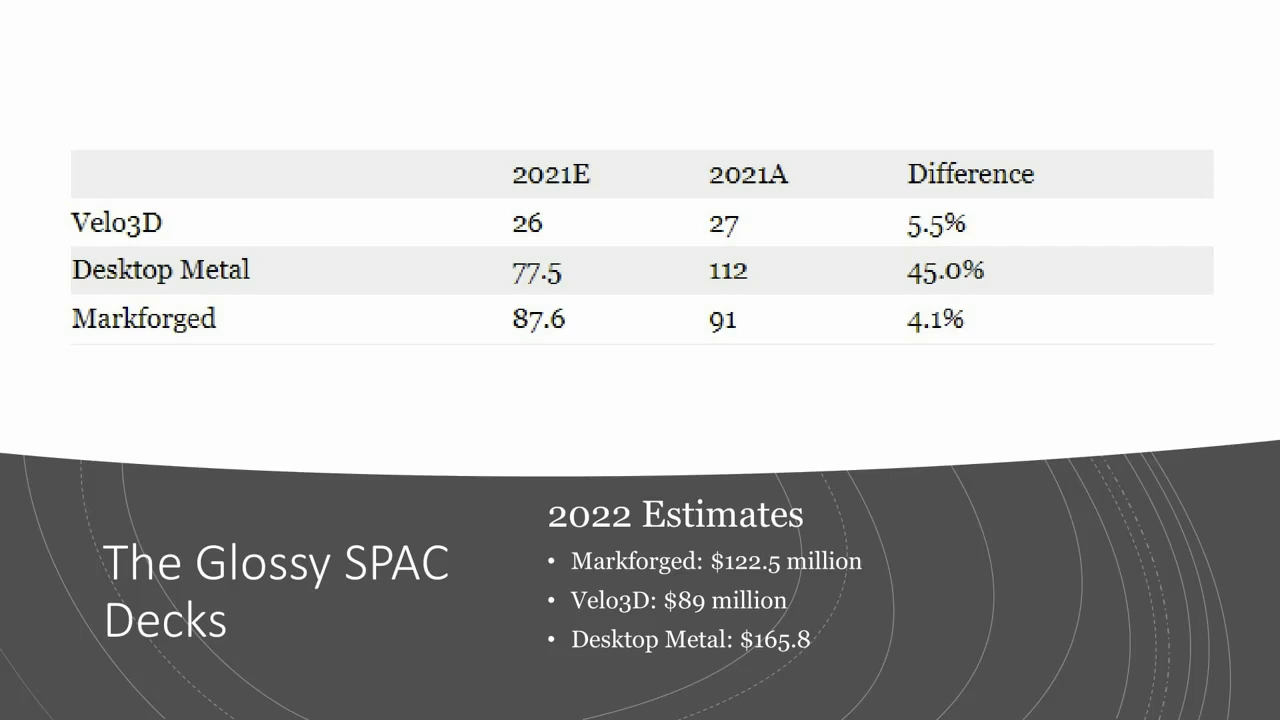 2021E 2021A Difference
Velo3D 26 27 5.5%
Desktop Metal 77.5 112 45.0%
Markforged 87.6 91 4.1%
The Glossy SPAC
Decks
2022 Estimates
• Markforged: $122.5 million
• Velo3D: $89 million
• Desktop Metal: $165.8